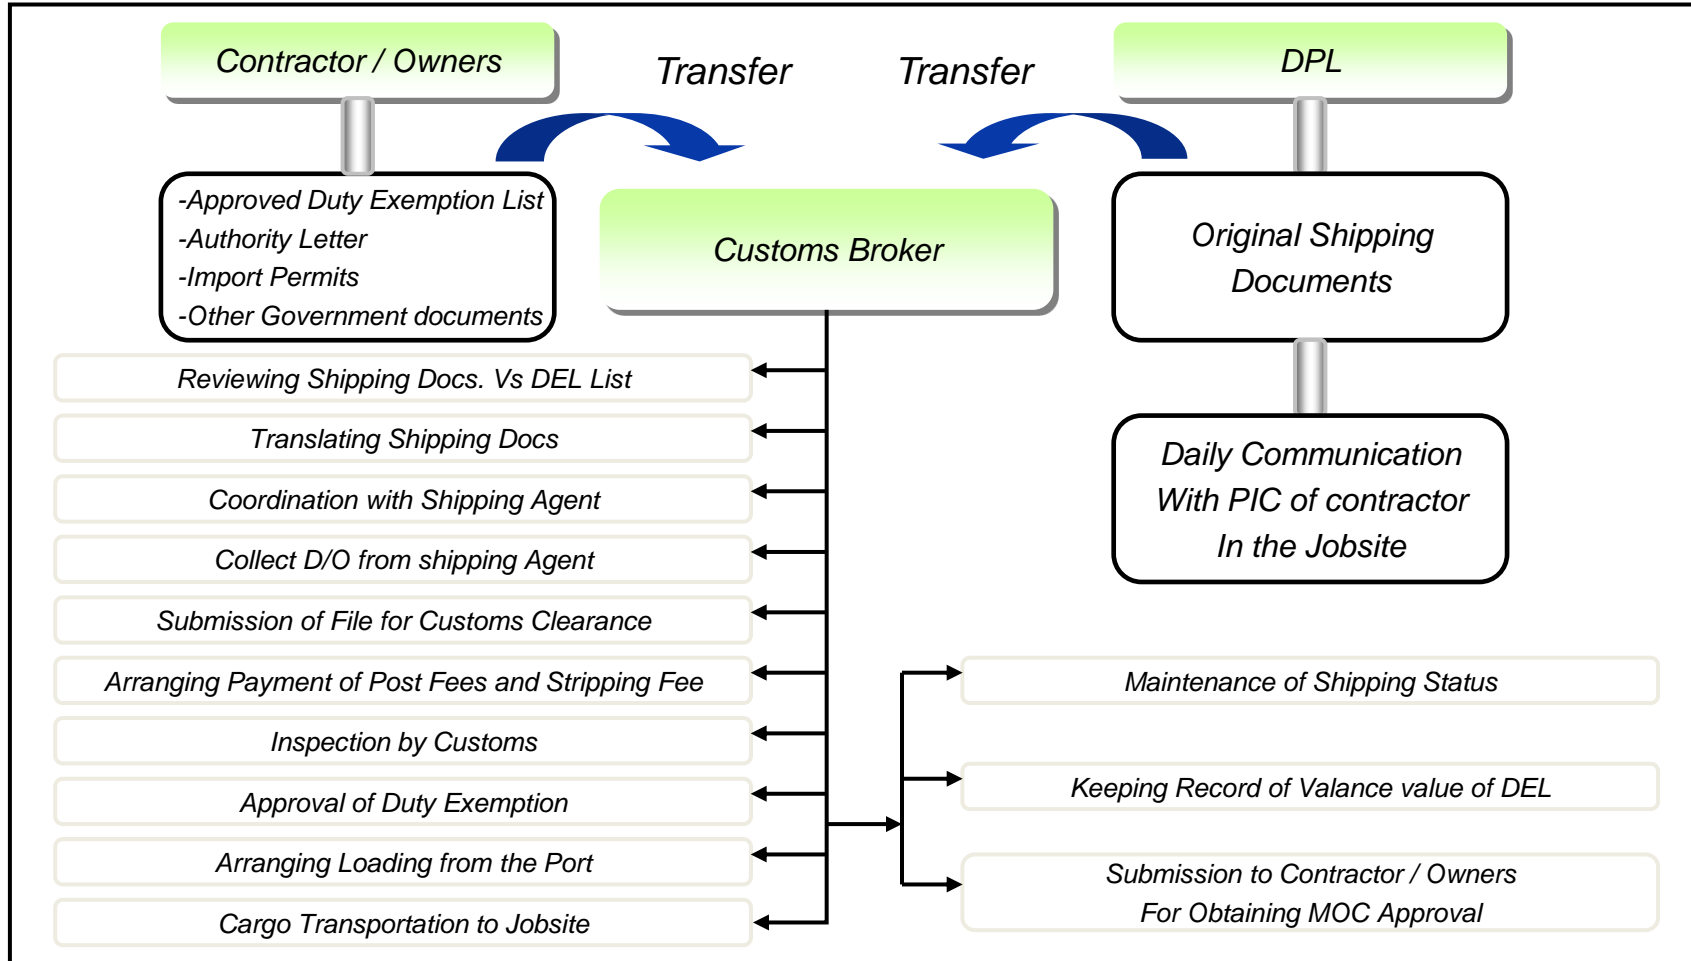 Contractor / Owners
Transfer
Transfer
DPL
-Approved Duty Exemption List
-Authority Letter
-Import Permits
-Other Government documents
Customs Broker
Original Shipping
Documents
Reviewing Shipping Docs. Vs DEL List
Translating Shipping Docs
Coordination with Shipping Agent
Collect D/O from shipping Agent
Submission of File for Customs Clearance
Arranging Payment of Post Fees and Stripping Fee
Inspection by Customs
Approval of Duty Exemption
Arranging Loading from the Port
Cargo Transportation to Jobsite
Daily Communication
With PIC of contractor
In the Jobsite
Maintenance of Shipping Status
Keeping Record of Valance value of DEL
Submission to Contractor / Owners
For Obtaining MOC Approval